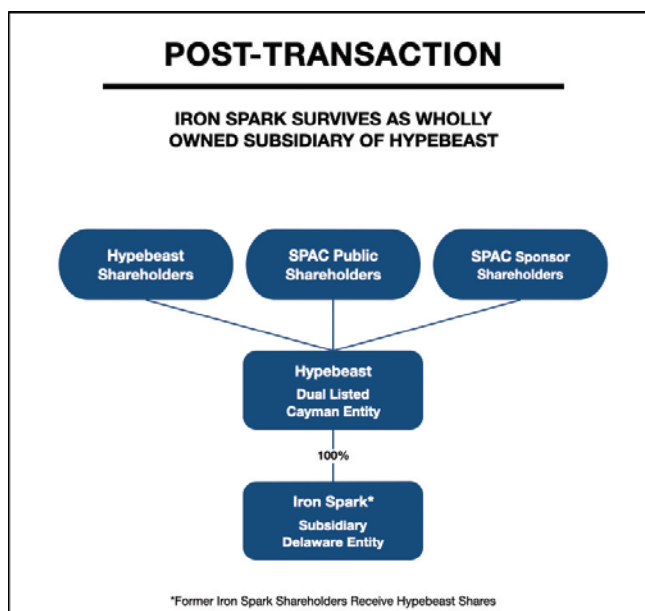 POST-TRANSACTION
IRON SPARK SURVIVES AS WHOLLY
OWNED SUBSIDIARY OF HYPEBEAST
Hypebeast
Shareholders
SPAC Public
Shareholders
SPAC Sponsor
Shareholders
Hypebeast
Dual Listed
Cayman Entity
100%
Iron Spark*
Subsidiary
Delaware Entity
*Former Iron Spark Shareholders Receive Hypebeast Shares